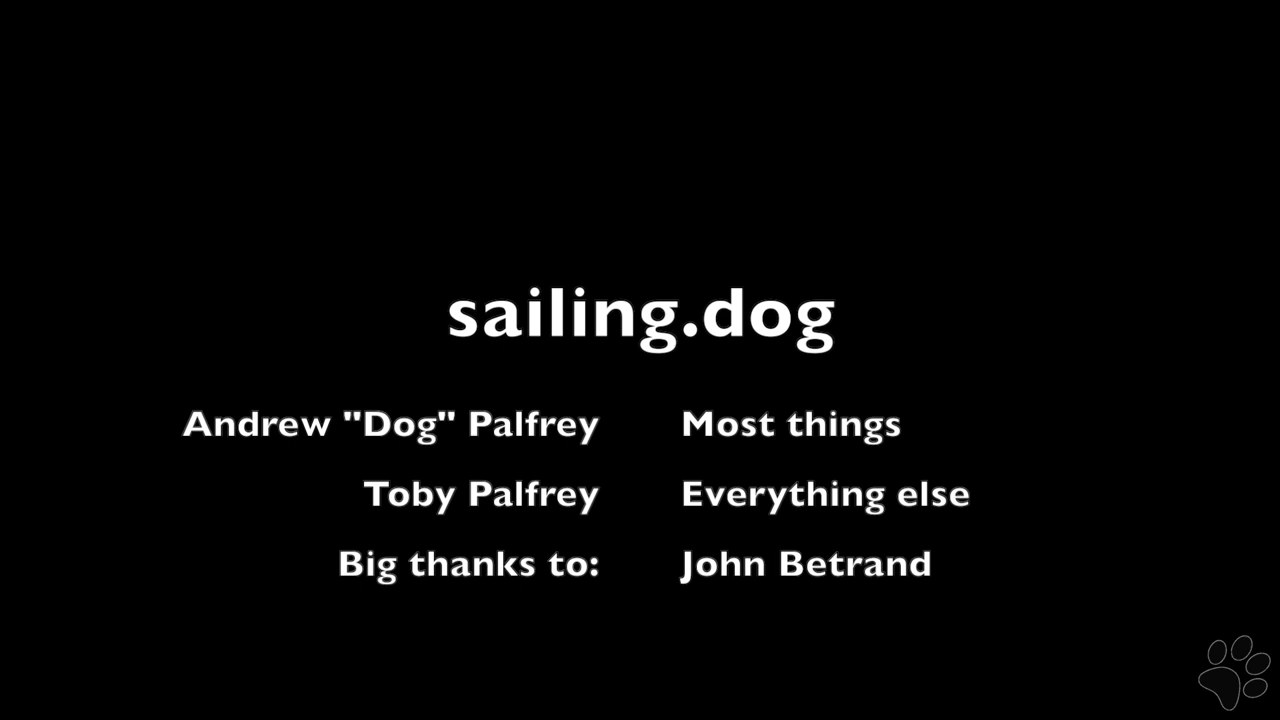 sailing.dog
Andrew "Dog" Palfrey Most things
Toby Palfrey Everything else
Big thanks to: John Betrand